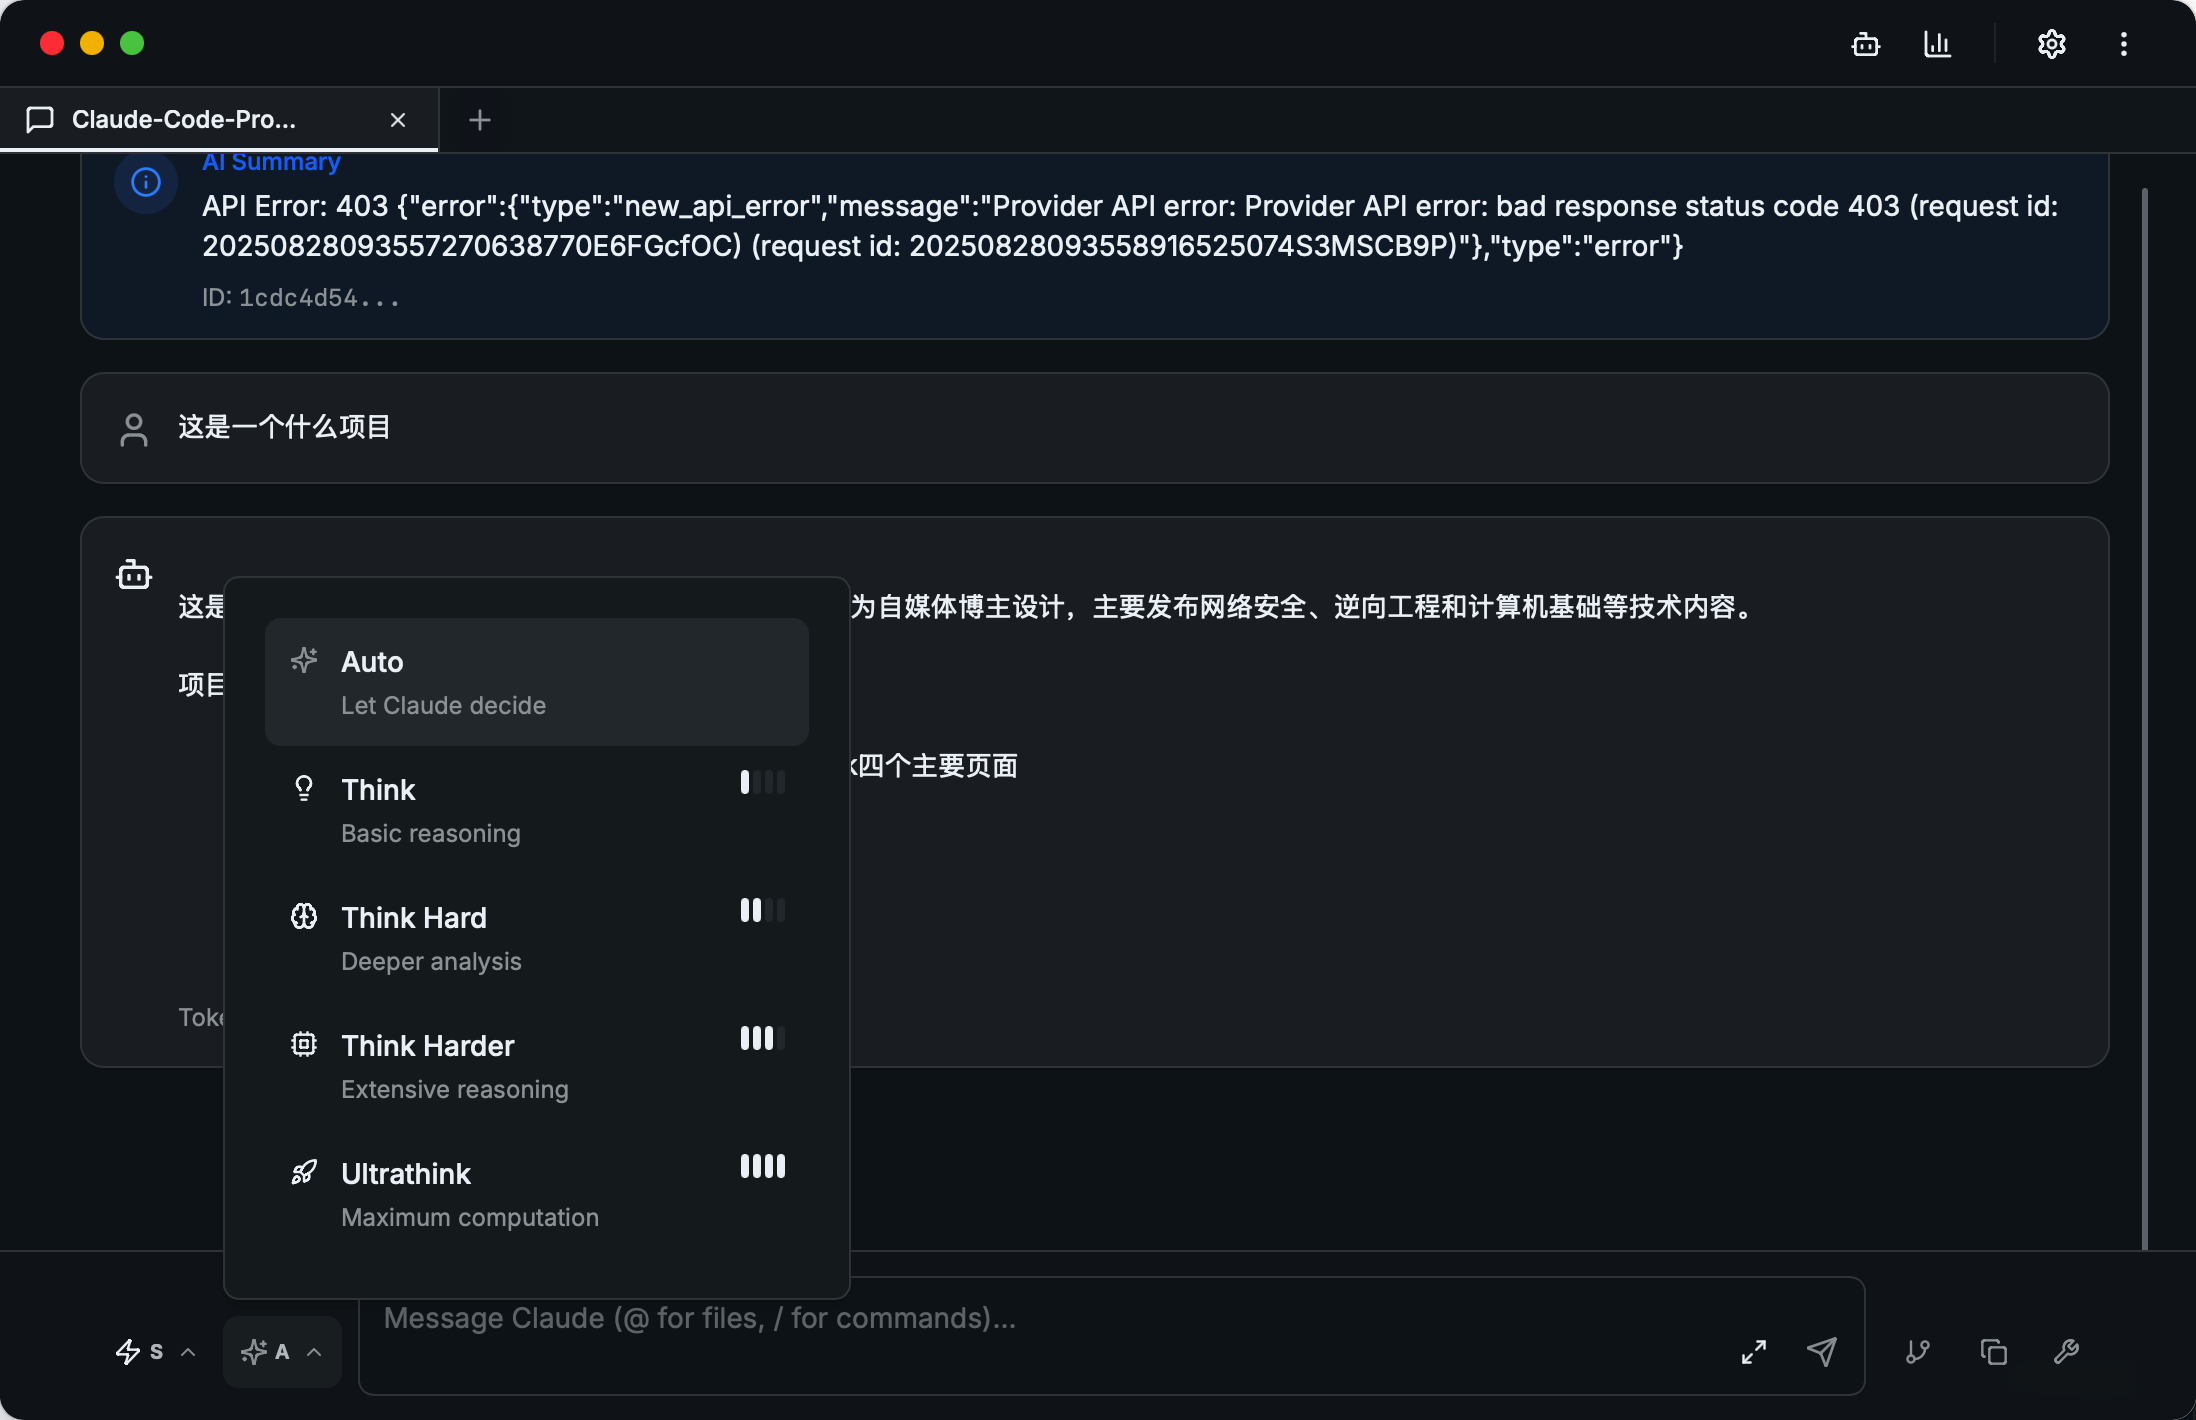 Claude-Code-Pro...
AI Summary
API Error: 403 {"error":{"type":"new_api_error","message":"Provider API error: Provider API error: bad response status code 403 (request id:
20250828093557270638770E6FGcfOC) (request id: 20250828093558916525074S3MSCB9P)"},"type":"error"}
ID: 1cdc4d54...
这是一个什么项目
这是
为自媒体博主设计，主要发布网络安全、逆向工程和计算机基础等技术内容。
项目
四个主要页面
Toke
Auto
Let Claude decide
Think
Basic reasoning
Think Hard
Deeper analysis
Think Harder
Extensive reasoning
Ultrathink
Maximum computation
S
A
Message Claude (@ for files, / for commands)...